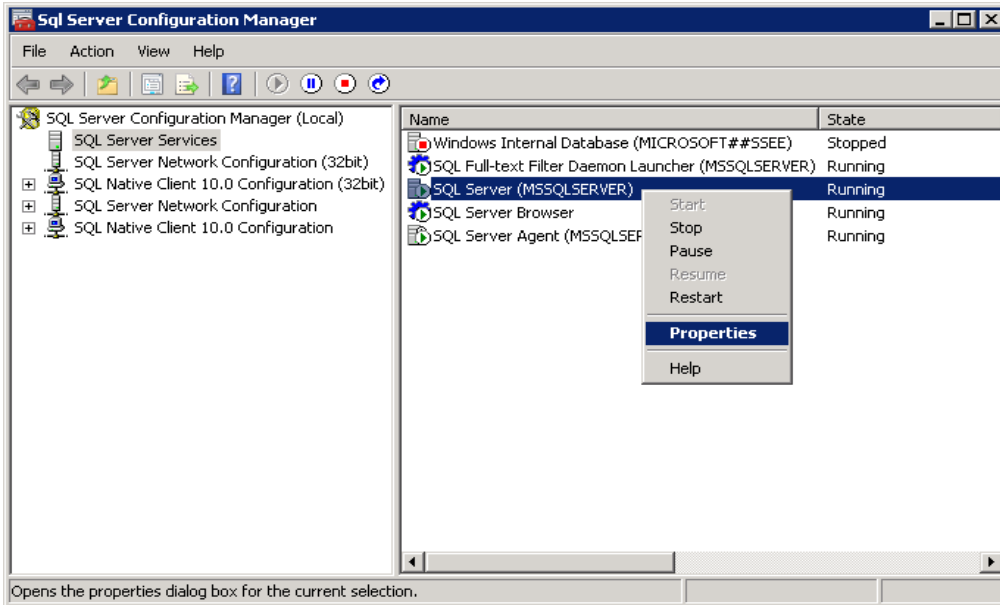 Sql Server Configuration Manager
File Action View Help
SQL Server Configuration Manager (Local)
SQL Server Services
SQL Server Network Configuration (32bit)
SQL Native Client 10.0 Configuration (32bit)
SQL Server Network Configuration
SQL Native Client 10.0 Configuration
Name State
Windows Internal Database (MICROSOFT##SSEE) Stopped
SQL Full-text Filter Daemon Launcher (MSSQLSERVER) Running
SQL Server (MSSQLSERVER) Running
SQL Server Browser Running
SQL Server Agent (MSSQLSER Running
Start
Stop
Pause
Resume
Restart
Properties
Help
Opens the properties dialog box for the current selection.